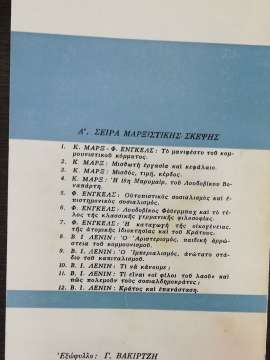 Α'. ΣΕΙΡΑ ΜΑΡΞΙΣΤΙΚΗΣ ΣΚΕΨΗΣ
1. Κ. ΜΑΡΞ - Φ. ΕΝΓΚΕΛΣ: Τὸ μανιφέστο τοῦ κομ-
μουνιστικοῦ κόμματος.
2. Κ. ΜΑΡΞ: Μισθωτὴ ἐργασία καὶ κεφάλαιο.
3. Κ. ΜΑΡΞ: Μισθός, τιμή, κέρδος.
4. Κ. ΜΑΡΞ: Ἡ 18η Μπρυμαίρ, τοῦ Λουδοβίκου Βο-
ναπάρτη.
5. Φ. ΕΝΓΚΕΛΣ: Οὐτοπιστικὸς σοσιαλισμὸς καὶ ἐ-
πιστημονικὸς σοσιαλισμός.
6. Φ. ΕΝΓΚΕΛΣ: Λουδοβίκος Φόϋερμπαχ καὶ τὸ τέ-
λος τῆς κλασσικῆς γερμανικῆς φιλοσοφίας.
7. Φ. ΕΝΓΚΕΛΣ: Ἡ καταγωγὴ τῆς οἰκογένειας,
τῆς ἀτομικῆς ἰδιοκτησίας καὶ τοῦ Κράτους.
8. Β. Ι. ΛΕΝΙΝ: Ὁ Ἀριστερισμός, παιδικὴ ἀρρώ-
στεια τοῦ κομμουνισμοῦ.
9. Β. Ι. ΛΕΝΙΝ: Ὁ Ἰμπεριαλισμός, ἀνώτατο στά-
διο τοῦ καπιταλισμοῦ.
10. Β. Ι. ΛΕΝΙΝ: Τί νὰ κάνουμε;
11. Β. Ι. ΛΕΝΙΝ: Τί εἶναι «οἱ φίλοι τοῦ λαοῦ» καὶ
πῶς πολεμοῦν τοὺς σοσιαλδημοκράτες;
12. Β. Ι. ΛΕΝΙΝ: Κράτος καὶ ἐπανάσταση.
Ἐξώφυλλο: Γ. ΒΑΚΙΡΤΖΗ